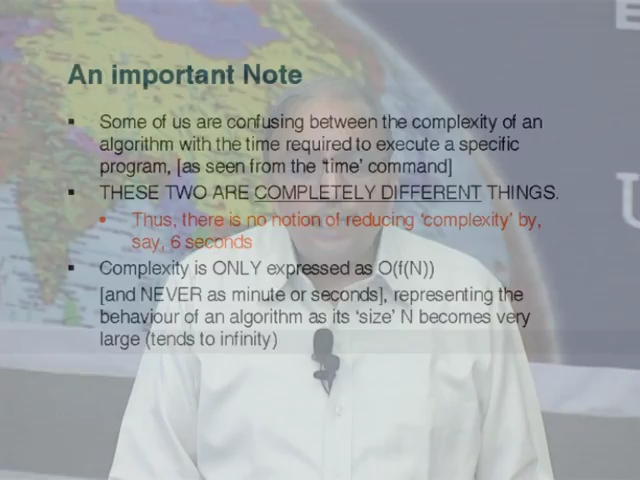 An important Note
▪ Some of us are confusing between the complexity of an
algorithm with the time required to execute a specific
program, [as seen from the 'time' command]
▪ THESE TWO ARE COMPLETELY DIFFERENT THINGS.
• Thus, there is no notion of reducing 'complexity' by,
say, 6 seconds
▪ Complexity is ONLY expressed as O(f(N))
[and NEVER as minute or seconds], representing the
behaviour of an algorithm as its 'size' N becomes very
large (tends to infinity)